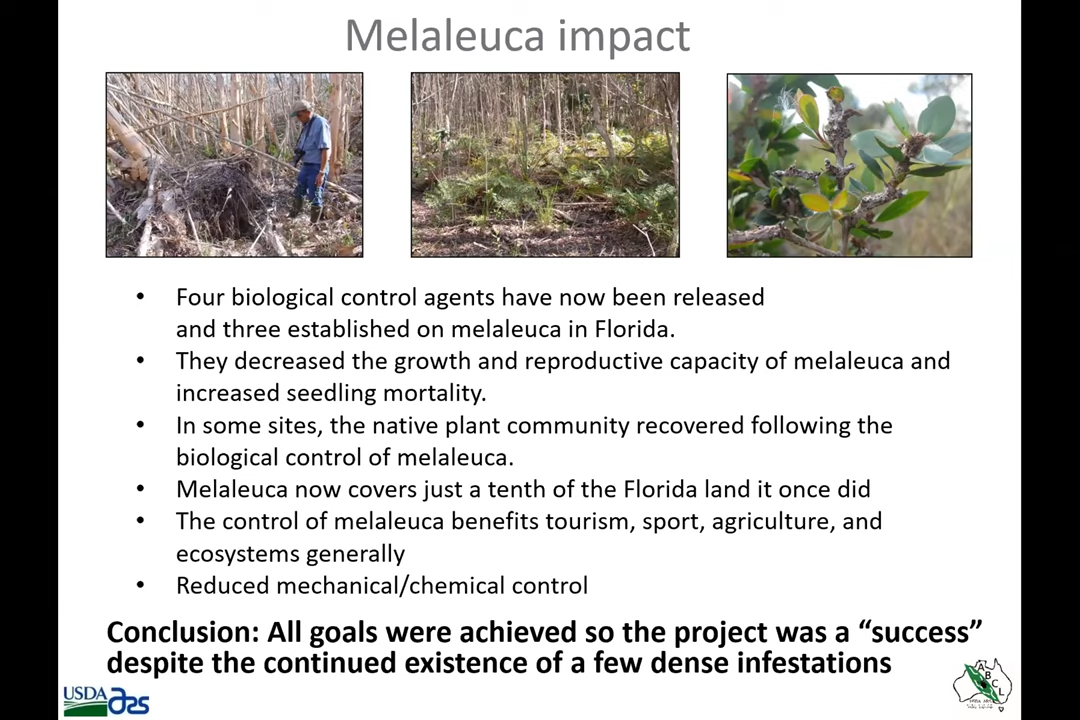 Melaleuca impact
• Four biological control agents have now been released
and three established on melaleuca in Florida.
• They decreased the growth and reproductive capacity of melaleuca and
increased seedling mortality.
• In some sites, the native plant community recovered following the
biological control of melaleuca.
• Melaleuca now covers just a tenth of the Florida land it once did
• The control of melaleuca benefits tourism, sport, agriculture, and
ecosystems generally
• Reduced mechanical/chemical control
Conclusion: All goals were achieved so the project was a “success”
despite the continued existence of a few dense infestations
USDA ars
ABCL